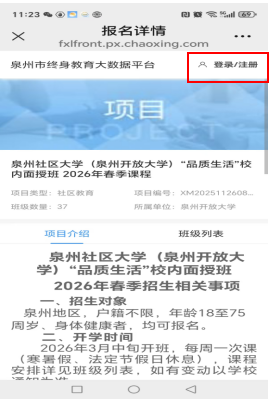 11:23
69
报名详情
fxlfront.px.chaoxing.com
泉州市终身教育大数据平台
登录/注册
项目
PROJECT
泉州社区大学（泉州开放大学）“品质生活”校
内面授班 2026年春季课程
项目类型：社区教育
项目编号：XM2025112608...
班级数量：37
所属单位：泉州开放大学
项目介绍
班级列表
泉州社区大学（泉州开放大
学）“品质生活”校内面授班
2026年春季招生相关事项
一、招生对象
泉州地区，户籍不限，年龄18至75
周岁、身体健康者，均可报名。
二、开学时间
2026年3月中旬开班，每周一次课
（寒暑假、法定节假日休息），课程
安排详见班级列表，如有变动以学校